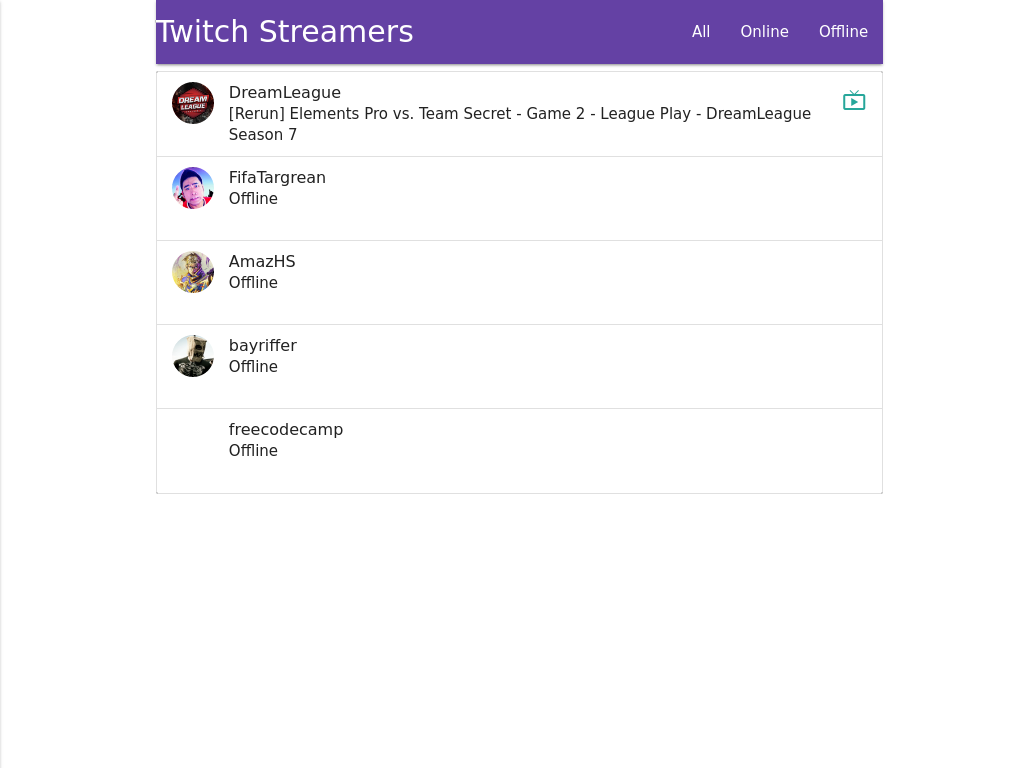 Twitch Streamers
All
Online
Offline
DREAM
LEAGUE
DreamLeague
[Rerun] Elements Pro vs. Team Secret - Game 2 - League Play - DreamLeague
Season 7
FifaTargrean
Offline
AmazHS
Offline
bayriffer
Offline
freecodecamp
Offline